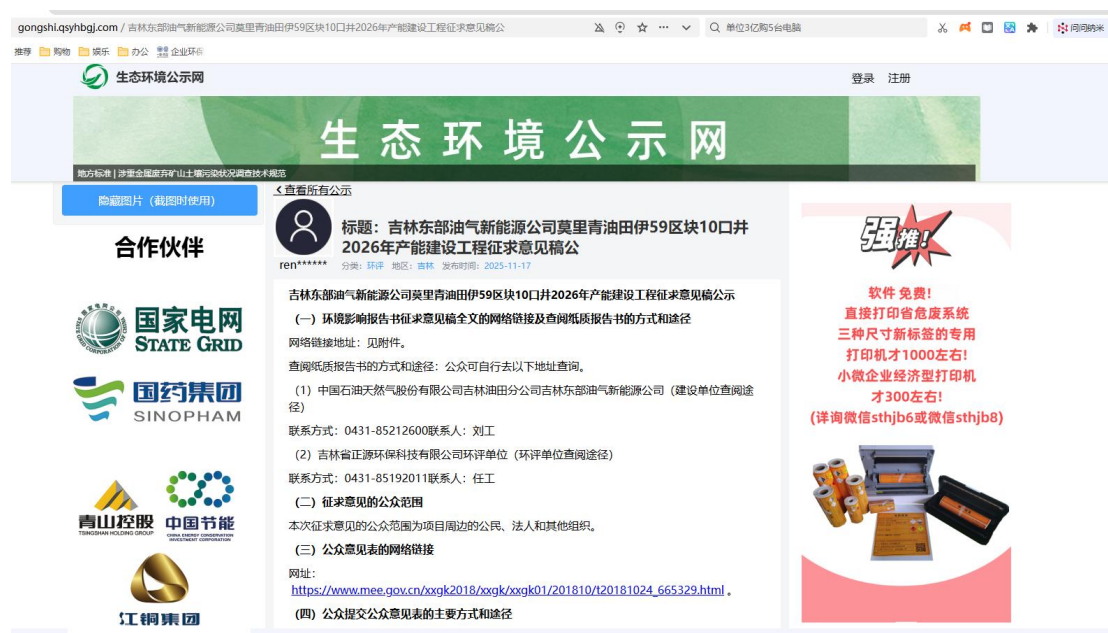 gongshi.qsyhbgj.com / 吉林东部油气新能源公司莫里青油田伊59区块10口井2026年产能建设工程征求意见稿公
单位3亿购5台电脑
问问纳米
推荐 购物 娱乐 办公 企业环保
生态环境公示网
登录 注册
生态环境公示网
地方标准 | 涉重金属废弃矿山土壤污染状况调查技术规范
隐藏图片（截图时使用）
合作伙伴
国家电网
STATE GRID
国药集团
SINOPHARM
青山控股
TSINGSHAN HOLDING GROUP
中国节能
CHINA ENERGY CONSERVATION
INVESTMENT CORPORATION
江铜集团
<查看所有公示
ren******
标题：吉林东部油气新能源公司莫里青油田伊59区块10口井
2026年产能建设工程征求意见稿公
分类：环评 地区：吉林 发布时间：2025-11-17
吉林东部油气新能源公司莫里青油田伊59区块10口井2026年产能建设工程征求意见稿公示
（一）环境影响报告书征求意见稿全文的网络链接及查阅纸质报告书的方式和途径
网络链接地址：见附件。
查阅纸质报告书的方式和途径：公众可自行去以下地址查询。
（1）中国石油天然气股份有限公司吉林油田分公司吉林东部油气新能源公司（建设单位查阅途
径）
联系方式：0431-85212600联系人：刘工
（2）吉林省正源环保科技有限公司环评单位（环评单位查阅途径）
联系方式：0431-85192011联系人：任工
（二）征求意见的公众范围
本次征求意见的公众范围为项目周边的公民、法人和其他组织。
（三）公众意见表的网络链接
网址：
https://www.mee.gov.cn/xxgk2018/xxgk/xxgk01/201810/t20181024_665329.html 。
（四）公众提交公众意见表的主要方式和途径
强推！
软件 免费！
直接打印省危废系统
三种尺寸新标签的专用
打印机才1000左右！
小微企业经济型打印机
才300左右！
(详询微信sthjb6或微信sthjb8)